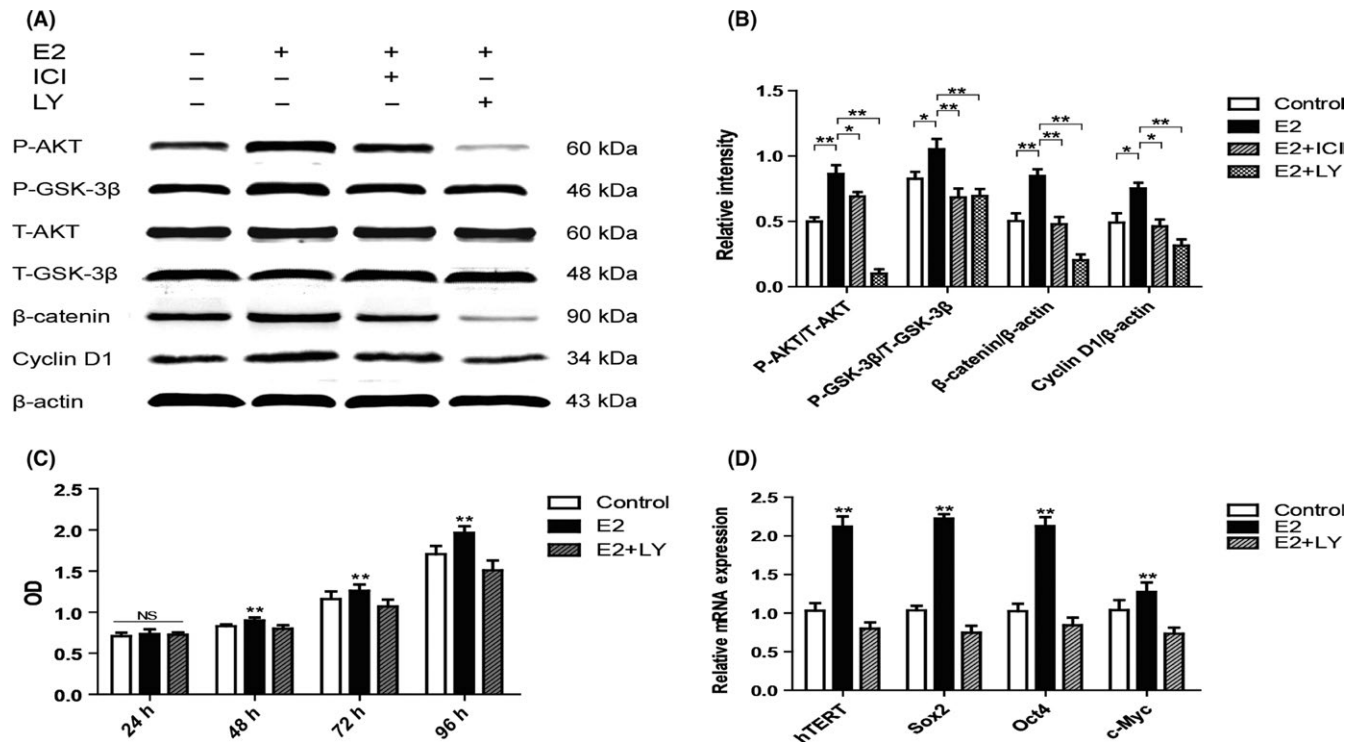 (A)
E2 – + + +
ICI – – + –
LY – – – +
P-AKT 60 kDa
P-GSK-3β 46 kDa
T-AKT 60 kDa
T-GSK-3β 48 kDa
β-catenin 90 kDa
Cyclin D1 34 kDa
β-actin 43 kDa
(B)
Relative intensity
1.5
1.0
0.5
0.0
** * **
* ** **
** ** **
* * **
P-AKT/T-AKT
P-GSK-3β/T-GSK-3β
β-catenin/β-actin
Cyclin D1/β-actin
Control
E2
E2+ICI
E2+LY
(C)
OD
2.5
2.0
1.5
1.0
0.5
0.0
NS
**
**
**
24 h
48 h
72 h
96 h
Control
E2
E2+LY
(D)
Relative mRNA expression
2.5
2.0
1.5
1.0
0.5
0.0
**
**
**
**
hTERT
Sox2
Oct4
c-Myc
Control
E2
E2+LY